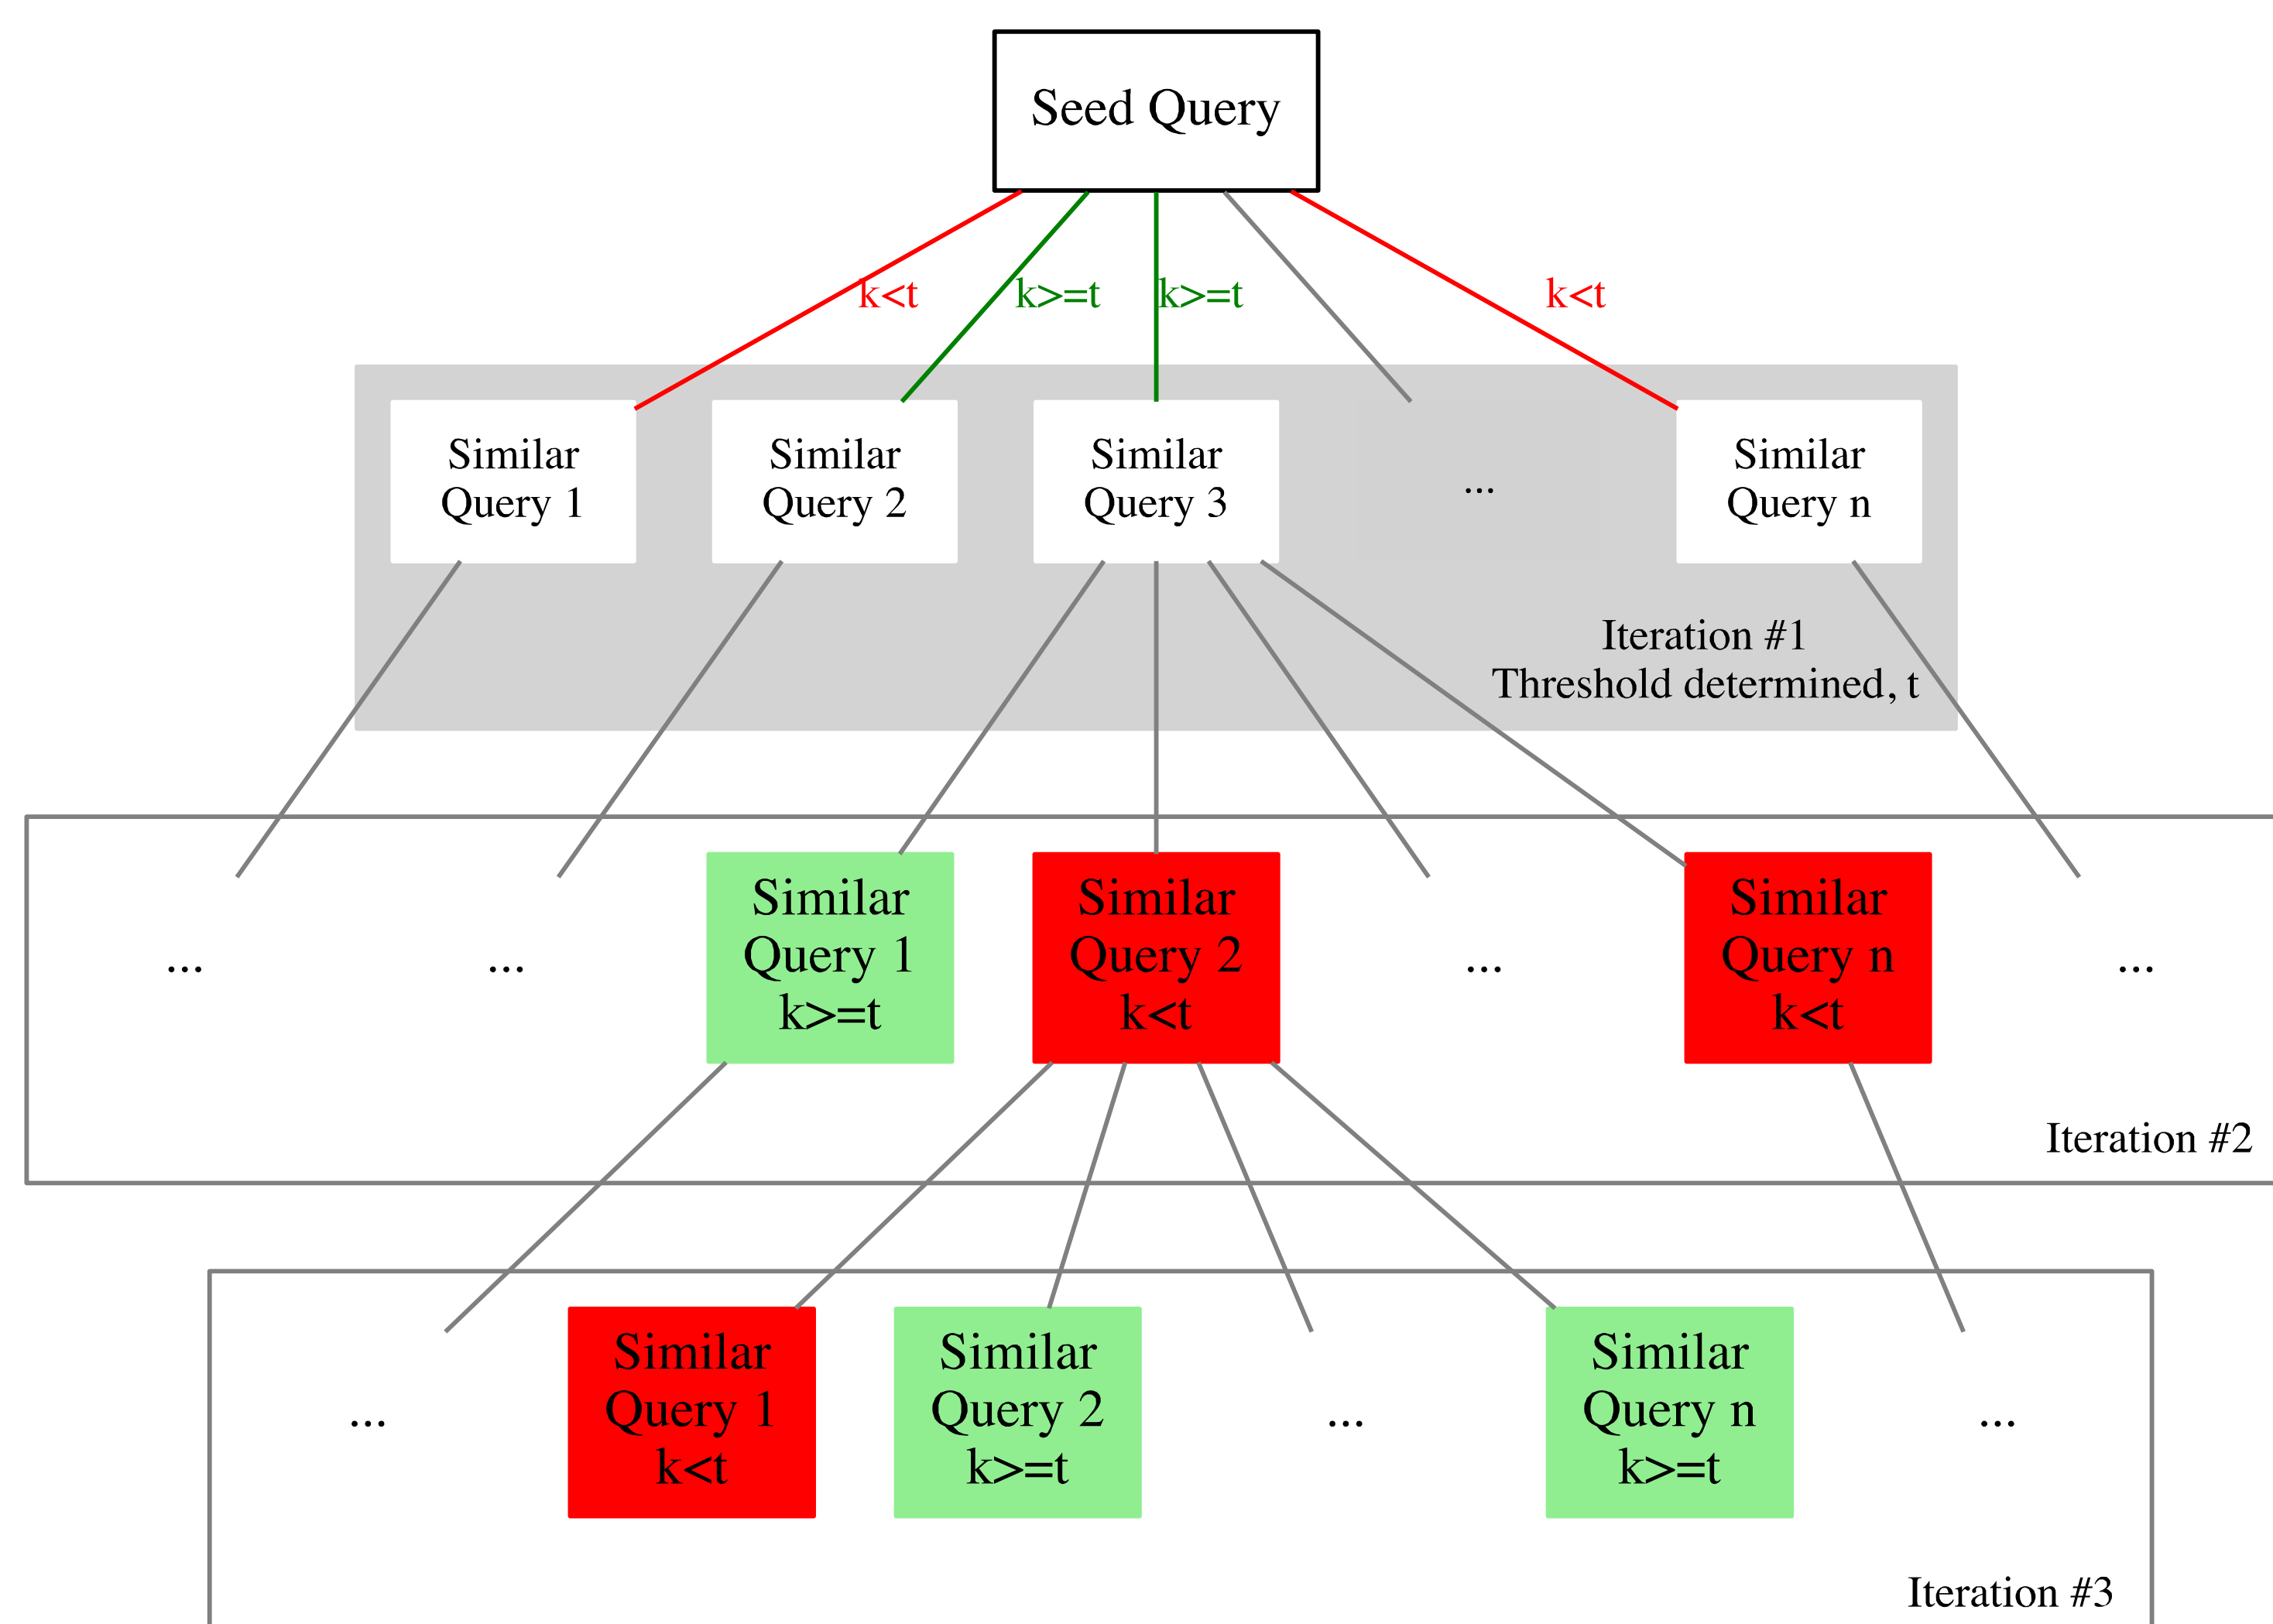 Seed Query
k<t
k>=t
k>=t
k<t
Similar
Query 1
Similar
Query 2
Similar
Query 3
...
Similar
Query n
Iteration #1
Threshold determined, t
...
...
Similar
Query 1
k>=t
Similar
Query 2
k<t
...
Similar
Query n
k<t
...
Iteration #2
...
Similar
Query 1
k<t
Similar
Query 2
k>=t
...
Similar
Query n
k>=t
...
Iteration #3